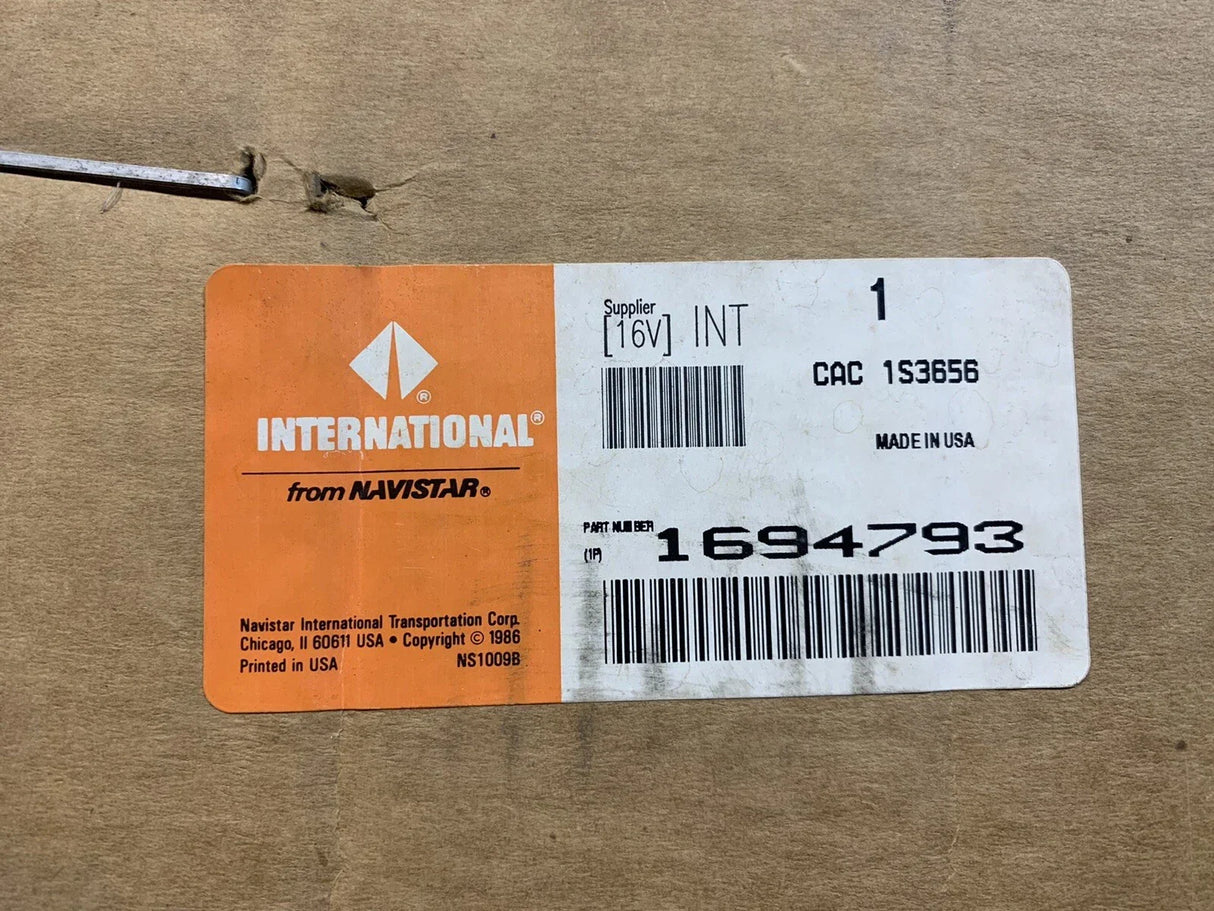 INTERNATIONAL®
from NAVISTAR®
Navistar International Transportation Corp.
Chicago, Il 60611 USA • Copyright © 1986
Printed in USA NS1009B
Supplier
[16V] INT
1
CAC 1S3656
MADE IN USA
PART NUMBER
(1P) 1694793